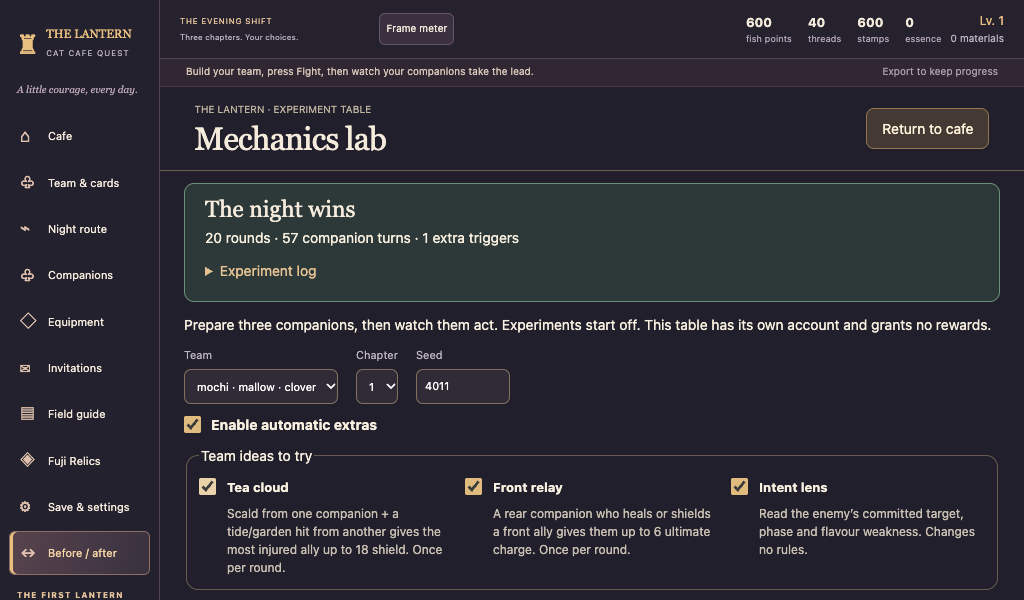 THE LANTERN
CAT CAFE QUEST
A little courage, every day.
Cafe
Team & cards
Night route
Companions
Equipment
Invitations
Field guide
Fuji Relics
Save & settings
Before / after
THE FIRST LANTERN
THE EVENING SHIFT
Three chapters. Your choices.
Frame meter
600
fish points
40
threads
600
stamps
0
essence
Lv. 1
0 materials
Build your team, press Fight, then watch your companions take the lead.
Export to keep progress
THE LANTERN · EXPERIMENT TABLE
Mechanics lab
Return to cafe
The night wins
20 rounds · 57 companion turns · 1 extra triggers
Experiment log
Prepare three companions, then watch them act. Experiments start off. This table has its own account and grants no rewards.
Team
Chapter
Seed
mochi · mallow · clover
1
4011
Enable automatic extras
Team ideas to try
Tea cloud
Scald from one companion + a
tide/garden hit from another gives the
most injured ally up to 18 shield. Once
per round.
Front relay
A rear companion who heals or shields
a front ally gives them up to 6 ultimate
charge. Once per round.
Intent lens
Read the enemy's committed target,
phase and flavour weakness. Changes
no rules.